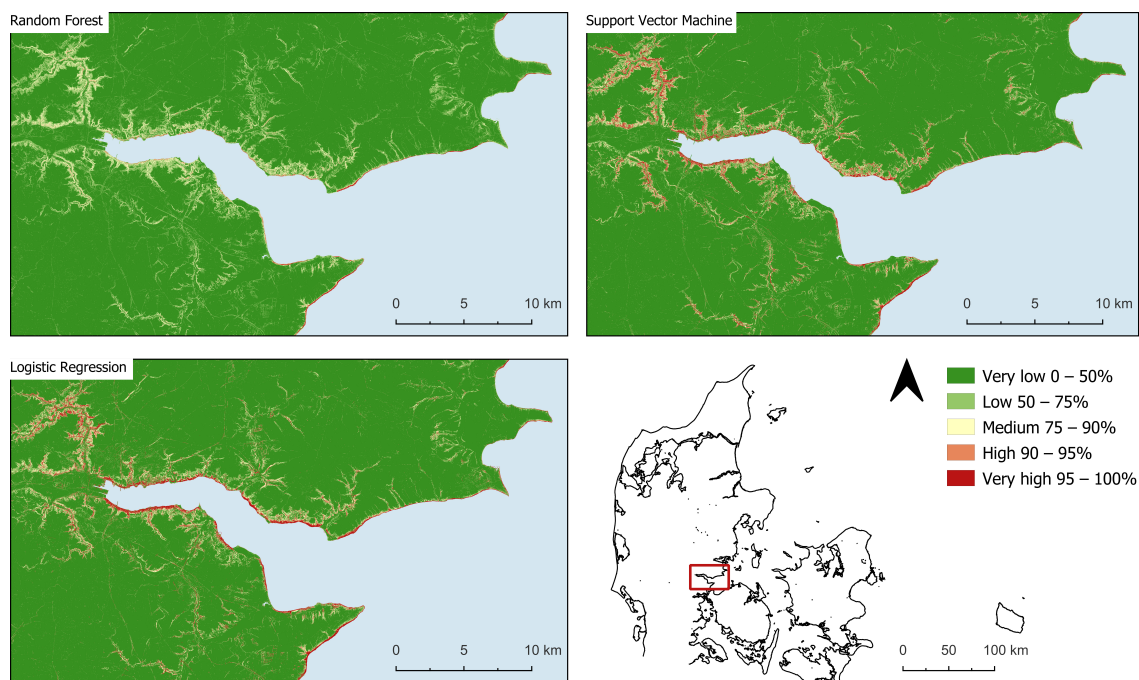 Random Forest
0 5 10 km
Support Vector Machine
0 5 10 km
Logistic Regression
0 5 10 km
Very low 0 – 50%
Low 50 – 75%
Medium 75 – 90%
High 90 – 95%
Very high 95 – 100%
0 50 100 km